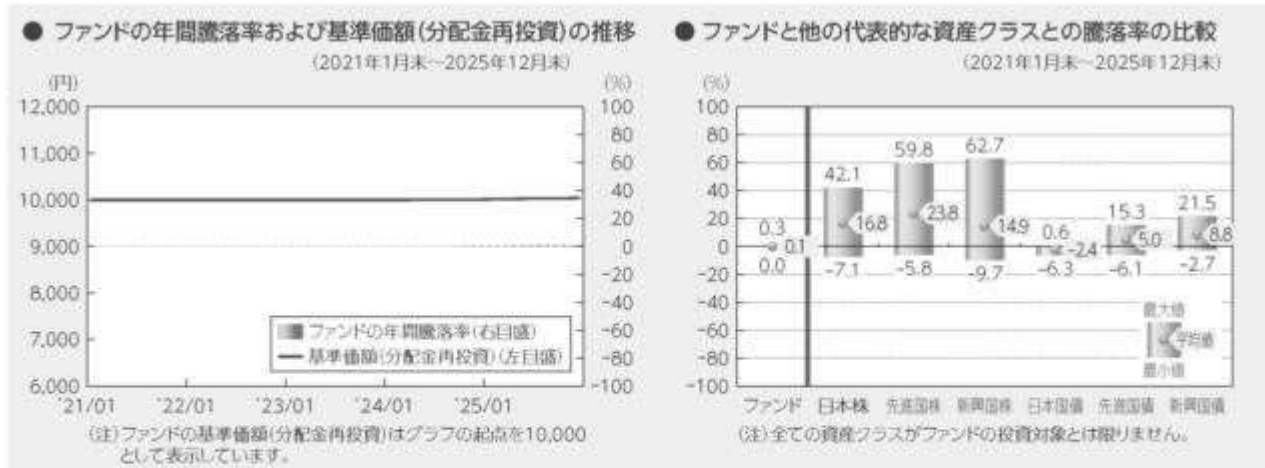 ● ファンドの年間騰落率および基準価額(分配金再投資)の推移
(2021年1月末~2025年12月末)
(円)
(%)
12,000
11,000
10,000
9,000
8,000
7,000
6,000
100
80
60
40
20
0
-20
-40
-60
-80
-100
ファンドの年間騰落率(右目盛)
基準価額(分配金再投資)(左目盛)
'21/01 '22/01 '23/01 '24/01 '25/01
(注)ファンドの基準価額(分配金再投資)はグラフの起点を10,000
として表示しています。
● ファンドと他の代表的な資産クラスとの騰落率の比較
(2021年1月末~2025年12月末)
(%)
100
80
60
40
20
0
-20
-40
-60
-80
-100
0.3 42.1 59.8 62.7 0.6 15.3 21.5
0.1 16.8 23.8 14.9 -2.4 5.0 8.8
0.0 -7.1 -5.8 -9.7 -6.3 -6.1 -2.7
最大値
平均値
最小値
ファンド 日本株 先進国株 新興国株 日本国債 先進国債 新興国債
(注)全ての資産クラスがファンドの投資対象とは限りません。